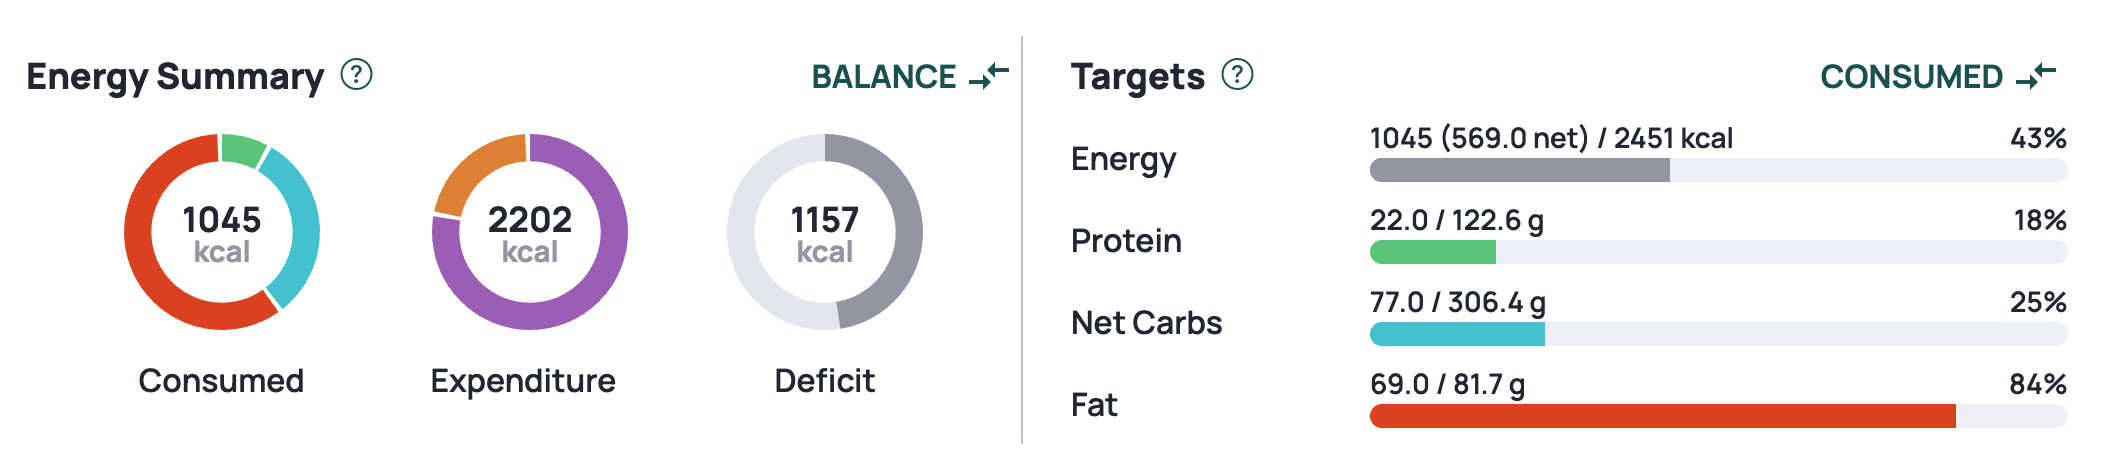 Energy Summary ?
BALANCE
1045
kcal
Consumed
2202
kcal
Expenditure
1157
kcal
Deficit
Targets ?
CONSUMED
Energy
1045 (569.0 net) / 2451 kcal
43%
Protein
22.0 / 122.6 g
18%
Net Carbs
77.0 / 306.4 g
25%
Fat
69.0 / 81.7 g
84%